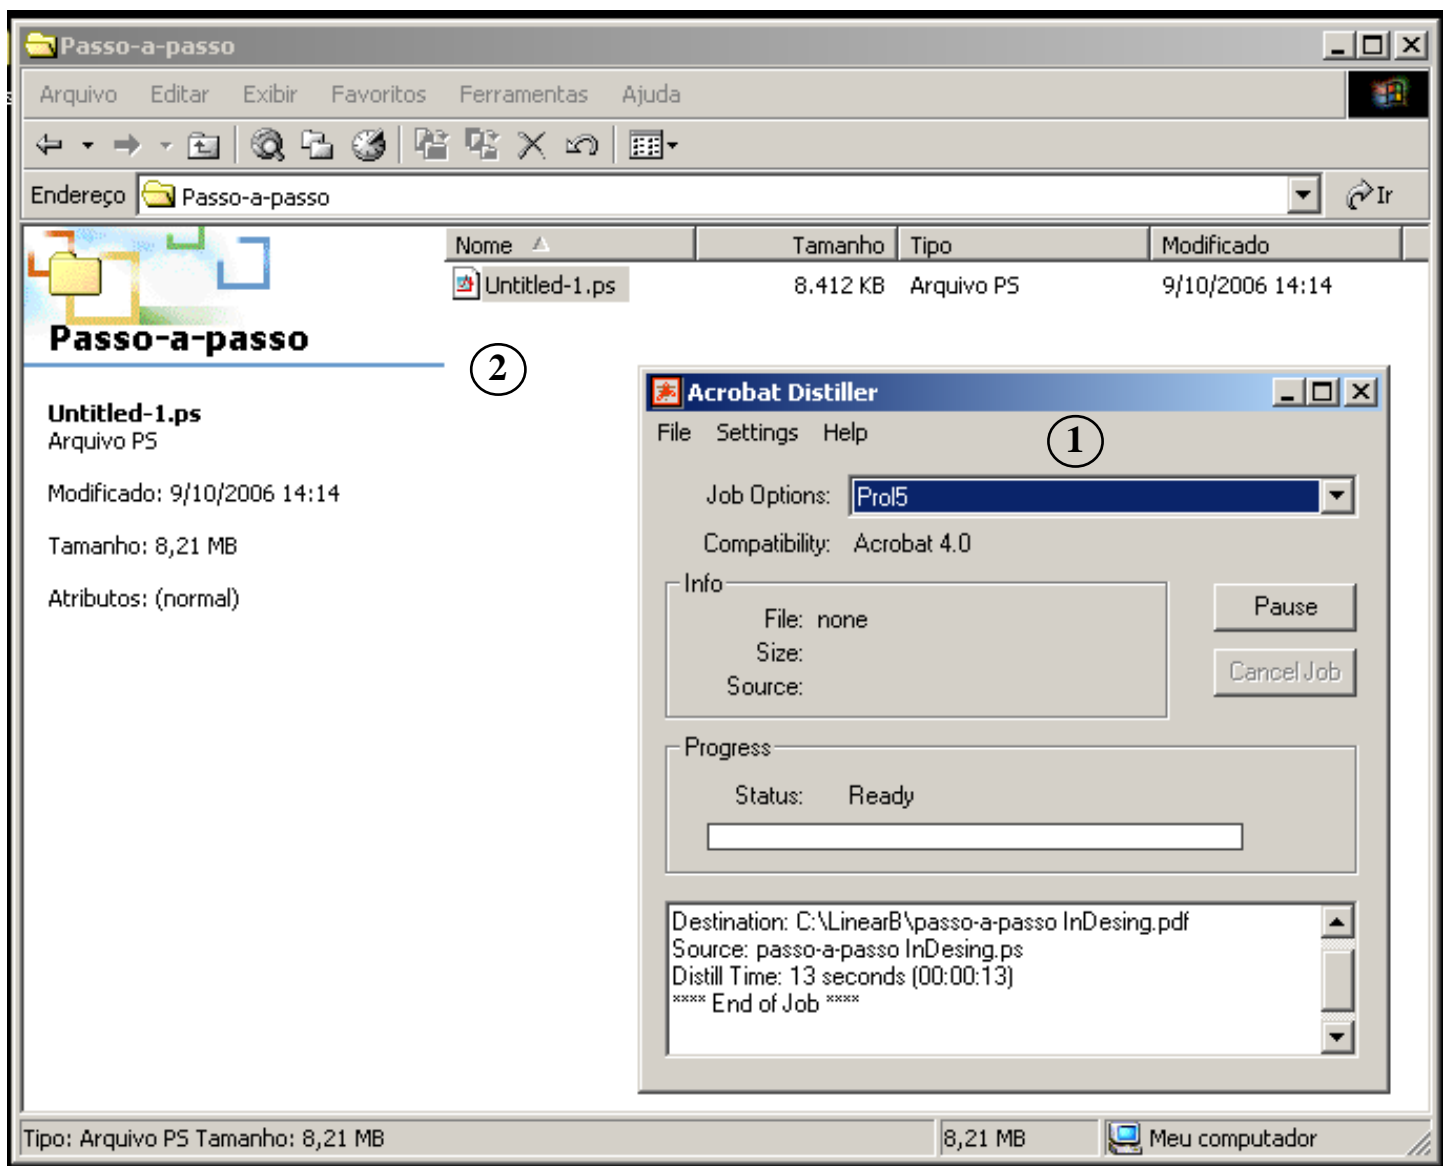 Passo-a-passo
Arquivo Editar Exibir Favoritos Ferramentas Ajuda
Endereço Passo-a-passo Ir
Nome Tamanho Tipo Modificado
Untitled-1.ps 8.412 KB Arquivo PS 9/10/2006 14:14
Passo-a-passo
2
Untitled-1.ps
Arquivo PS
Modificado: 9/10/2006 14:14
Tamanho: 8,21 MB
Atributos: (normal)
Acrobat Distiller
File Settings Help
1
Job Options: Prol5
Compatibility: Acrobat 4.0
Info
File: none
Size:
Source:
Pause
Cancel Job
Progress
Status: Ready
Destination: C:\LinearB\passo-a-passo InDesing.pdf
Source: passo-a-passo InDesing.ps
Distill Time: 13 seconds (00:00:13)
**** End of Job ****
Tipo: Arquivo PS Tamanho: 8,21 MB 8,21 MB Meu computador